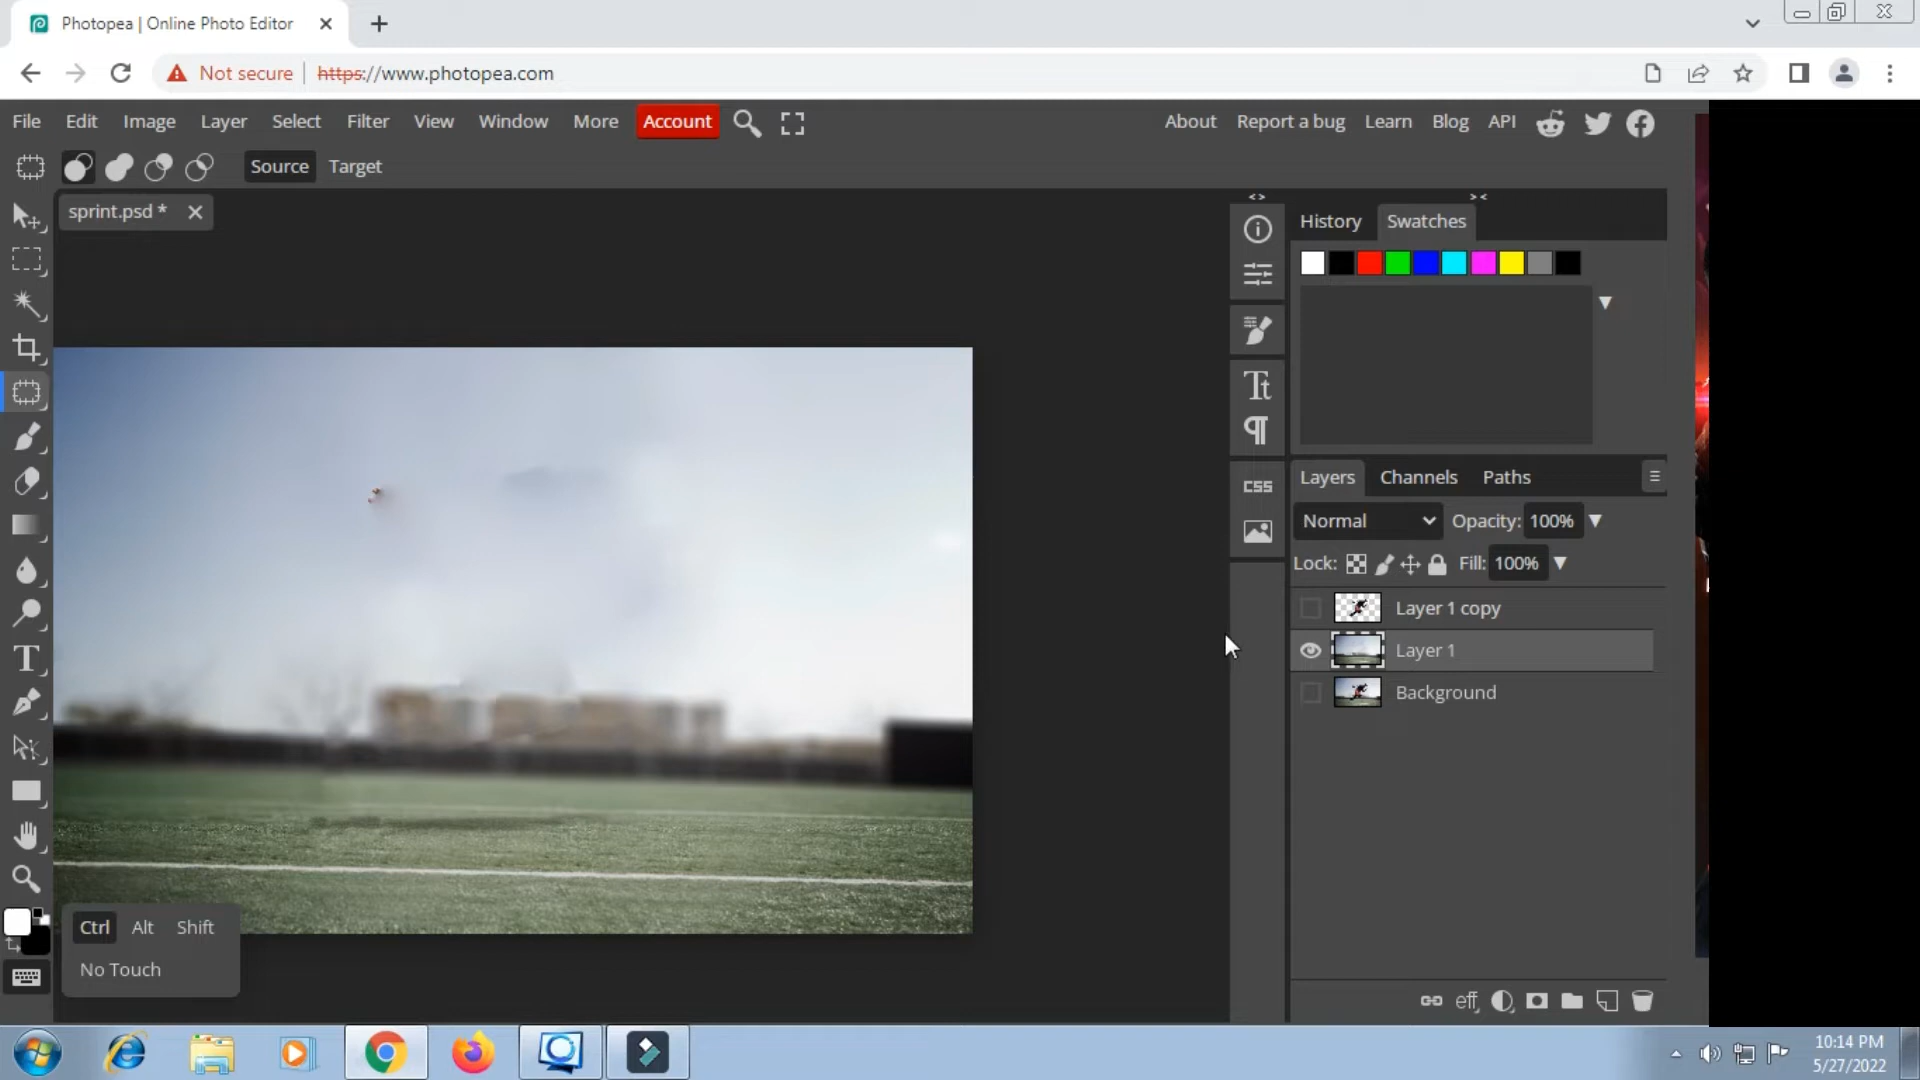 Photopea | Online Photo Editor
Not secure https://www.photopea.com
File Edit Image Layer Select Filter View Window More Account About Report a bug Learn Blog API
Source Target
sprint.psd *
History Swatches
Tt
CSS
Layers Channels Paths
Normal Opacity: 100%
Lock: Fill: 100%
Layer 1 copy
Layer 1
Background
T
Ctrl Alt Shift
No Touch
eff
10:14 PM
5/27/2022